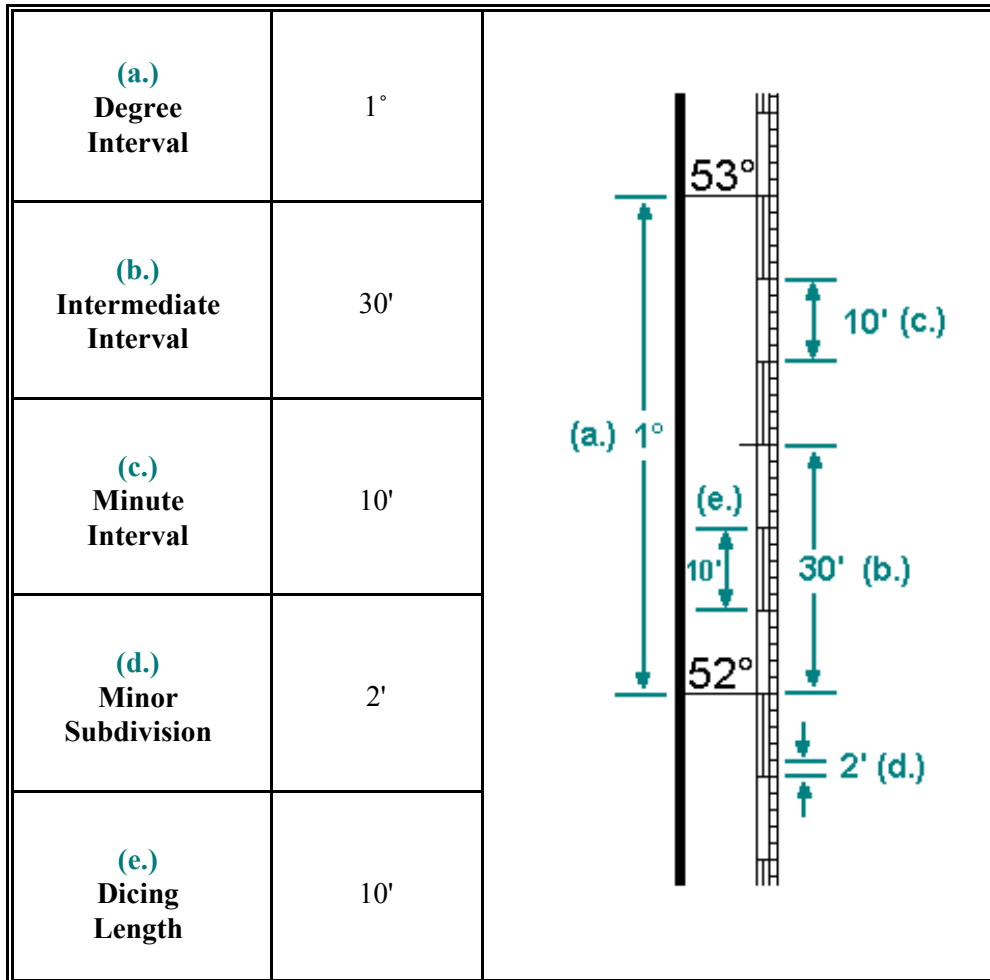 (a.)
Degree
Interval
1°
(b.)
Intermediate
Interval
30'
(c.)
Minute
Interval
10'
(d.)
Minor
Subdivision
2'
(e.)
Dicing
Length
10'
53°
10' (c.)
(a.) 1°
(e.)
10'
30' (b.)
52°
2' (d.)